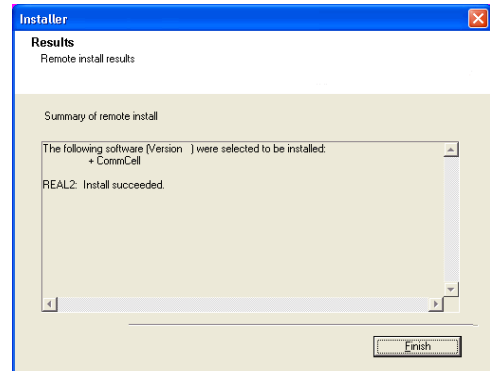 Installer
Results
Remote install results
Summary of remote install
The following software (Version   ) were selected to be installed:
+ CommCell
REAL2:  Install succeeded.
Finish